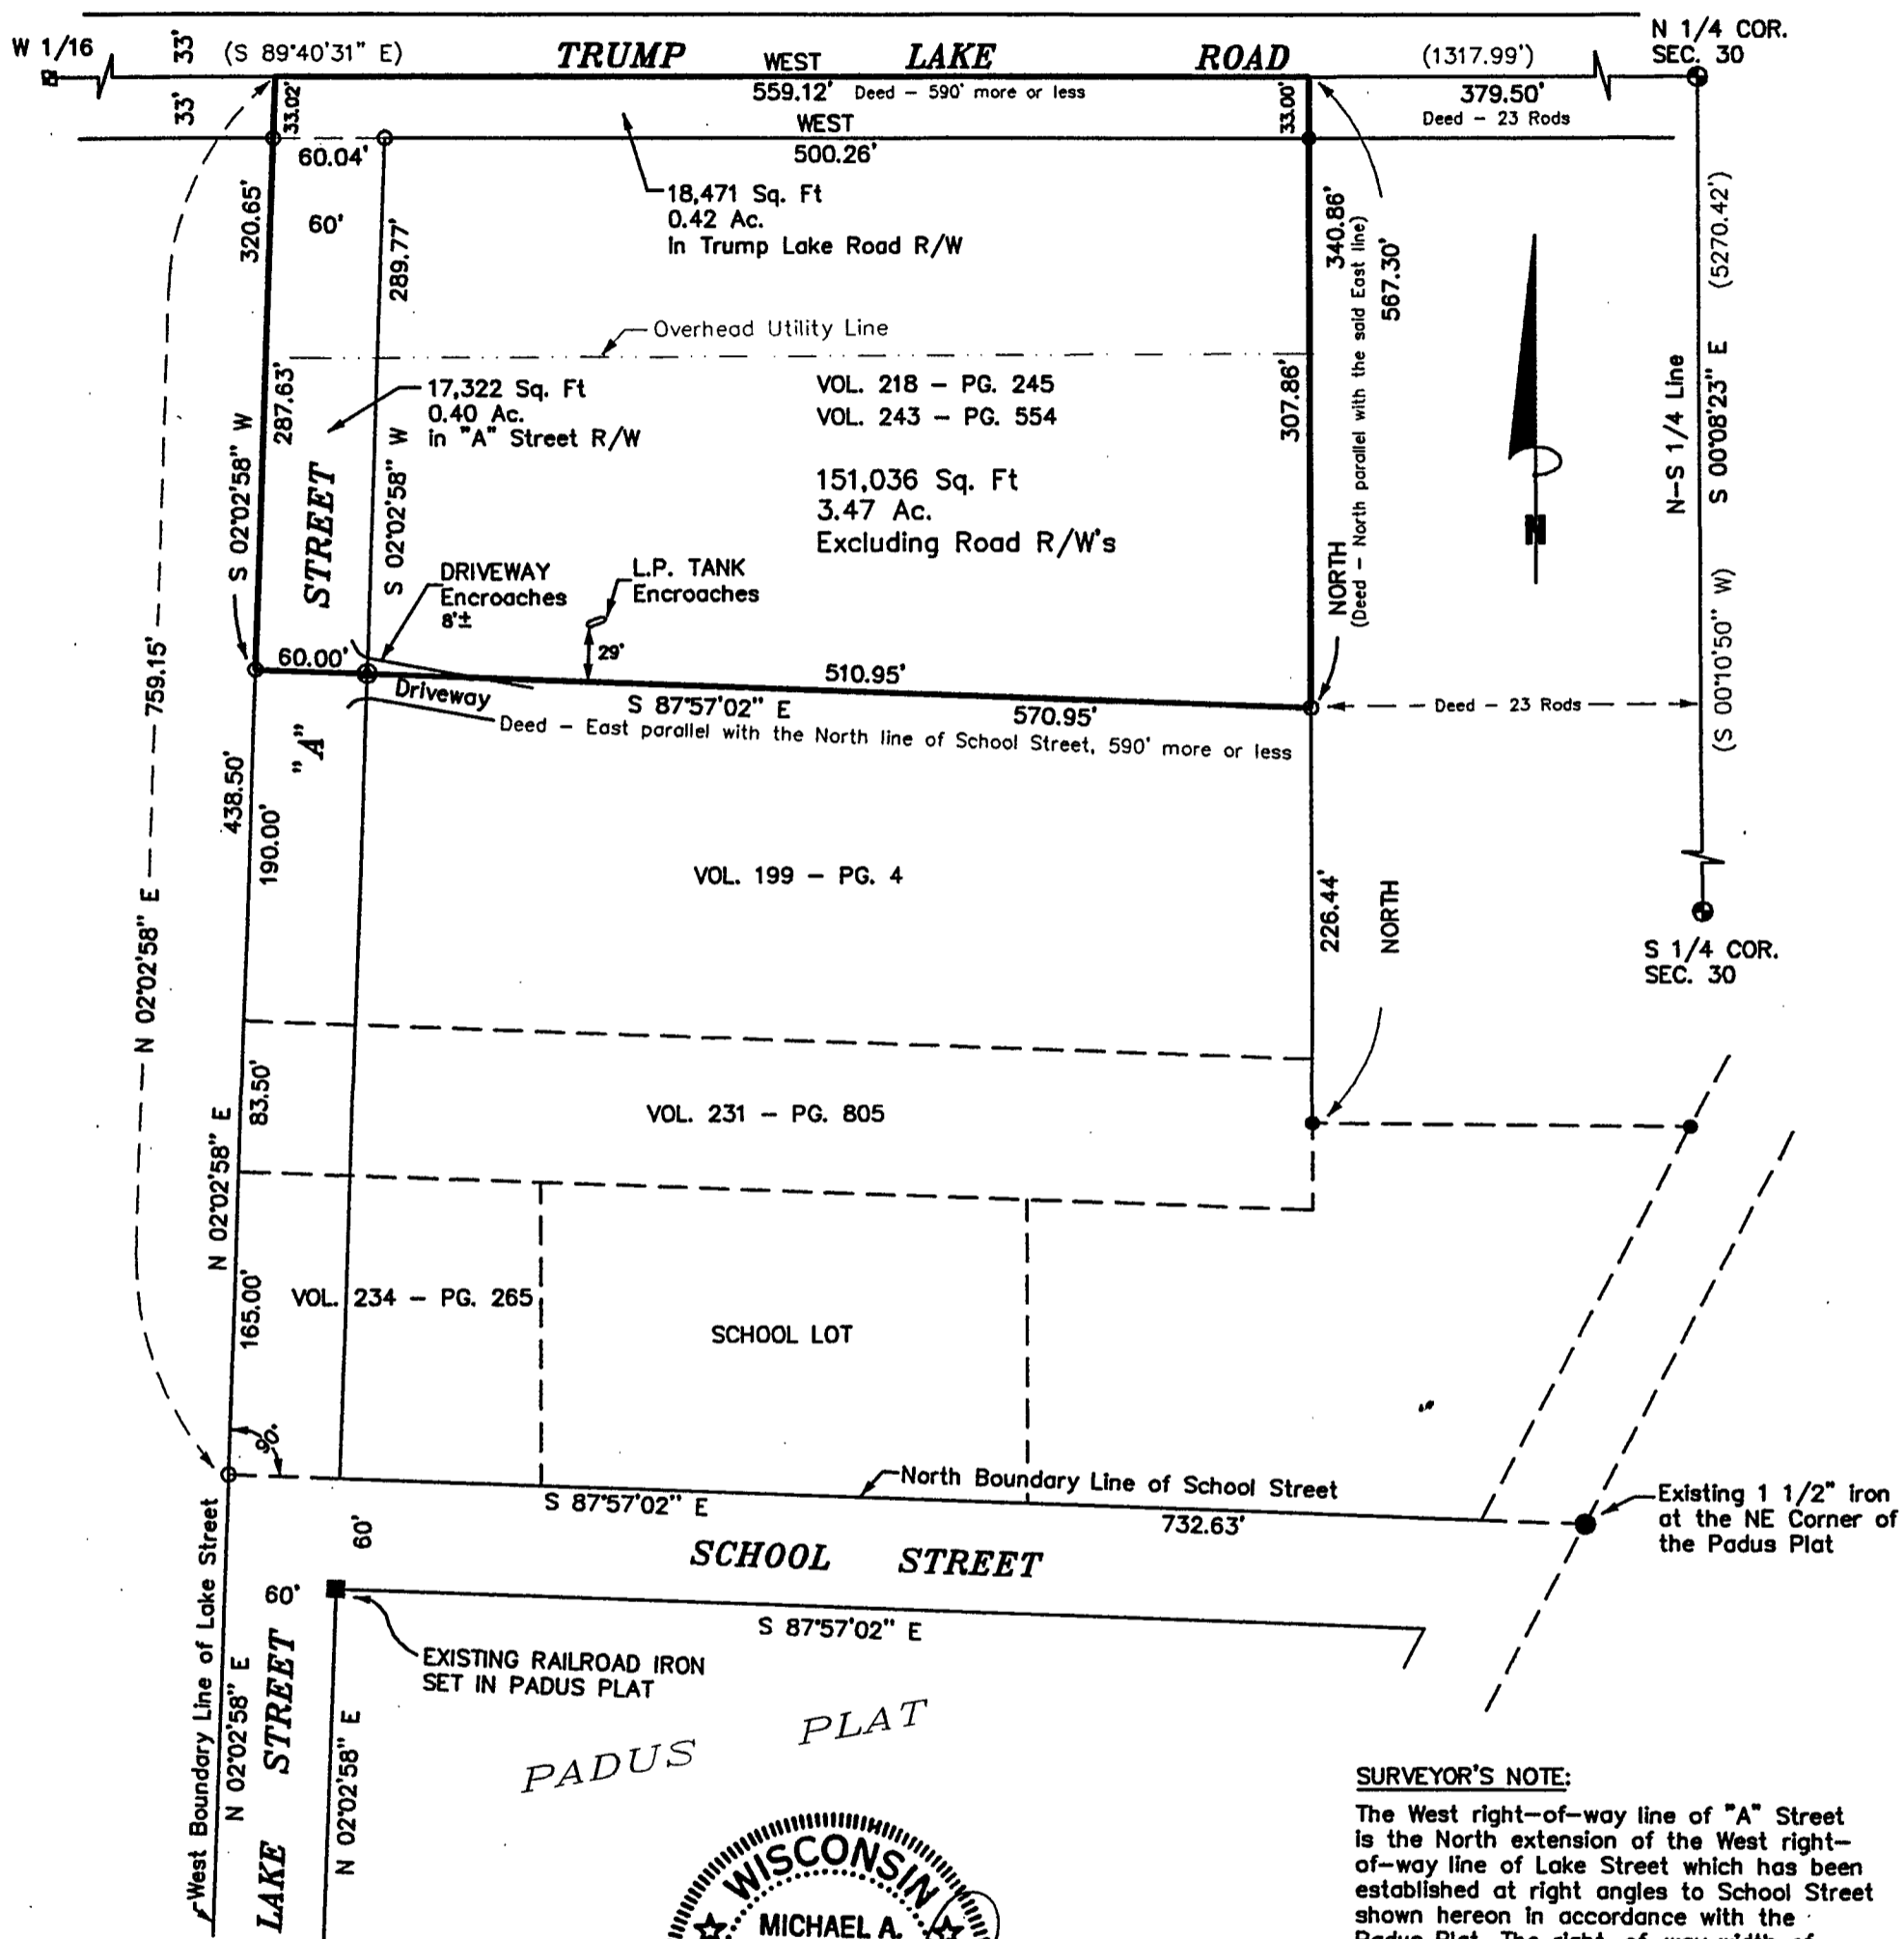 W 1/16
33'
(S 89°40'31" E)
TRUMP LAKE ROAD
WEST
(1317.99')
N 1/4 COR.
SEC. 30
33'
33.02'
559.12' Deed – 590' more or less
33.00'
379.50'
Deed – 23 Rods
WEST
60.04'
500.26'
320.65'
60'
289.77'
18,471 Sq. Ft
0.42 Ac.
In Trump Lake Road R/W
340.86'
(Deed – North parallel with the said East line)
567.30'
(5270.42')
Overhead Utility Line
287.63'
S 02°02'58" W
17,322 Sq. Ft
0.40 Ac.
in "A" Street R/W
S 02°02'58" W
VOL. 218 – PG. 245
VOL. 243 – PG. 554
307.86'
N–S 1/4 Line
S 00°08'23" E
151,036 Sq. Ft
3.47 Ac.
Excluding Road R/W's
N
STREET
DRIVEWAY
Encroaches
8'±
L.P. TANK
Encroaches
NORTH
(S 00°10'50" W)
29'
60.00'
510.95'
Driveway
S 87°57'02" E
570.95'
Deed – 23 Rods
Deed – East parallel with the North line of School Street, 590' more or less
759.15'
"A"
438.50'
190.00'
N 02°02'58" E
VOL. 199 – PG. 4
226.44'
NORTH
S 1/4 COR.
SEC. 30
83.50'
N 02°02'58" E
VOL. 231 – PG. 805
165.00'
VOL. 234 – PG. 265
SCHOOL LOT
90°
North Boundary Line of School Street
S 87°57'02" E
732.63'
Existing 1 1/2" iron
at the NE Corner of
the Padus Plat
60'
SCHOOL STREET
60'
S 87°57'02" E
West Boundary Line of Lake Street
N 02°02'58" E
LAKE STREET
N 02°02'58" E
EXISTING RAILROAD IRON
SET IN PADUS PLAT
PADUS PLAT
WISCONSIN
MICHAEL A.
SURVEYOR'S NOTE:
The West right–of–way line of "A" Street
is the North extension of the West right–
of–way line of Lake Street which has been
established at right angles to School Street
shown hereon in accordance with the
Padus Plat. The right–of–way width of